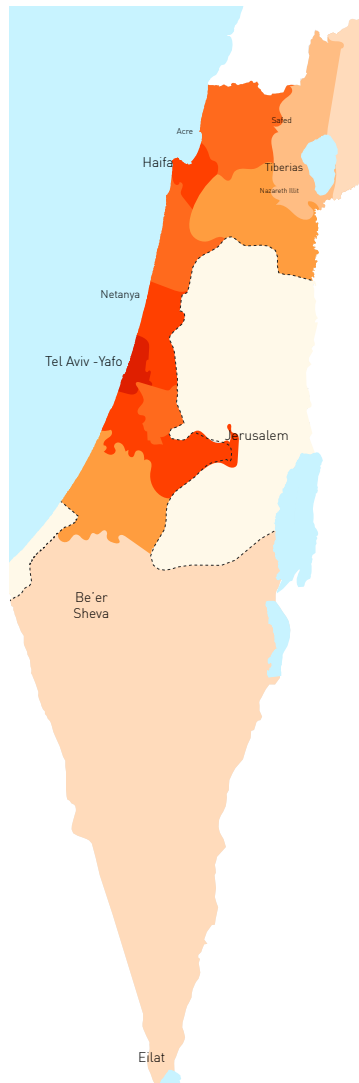 Safed
Acre
Haifa
Tiberias
Nazareth Illit
Netanya
Tel Aviv -Yafo
Jerusalem
Be'er
Sheva
Eilat